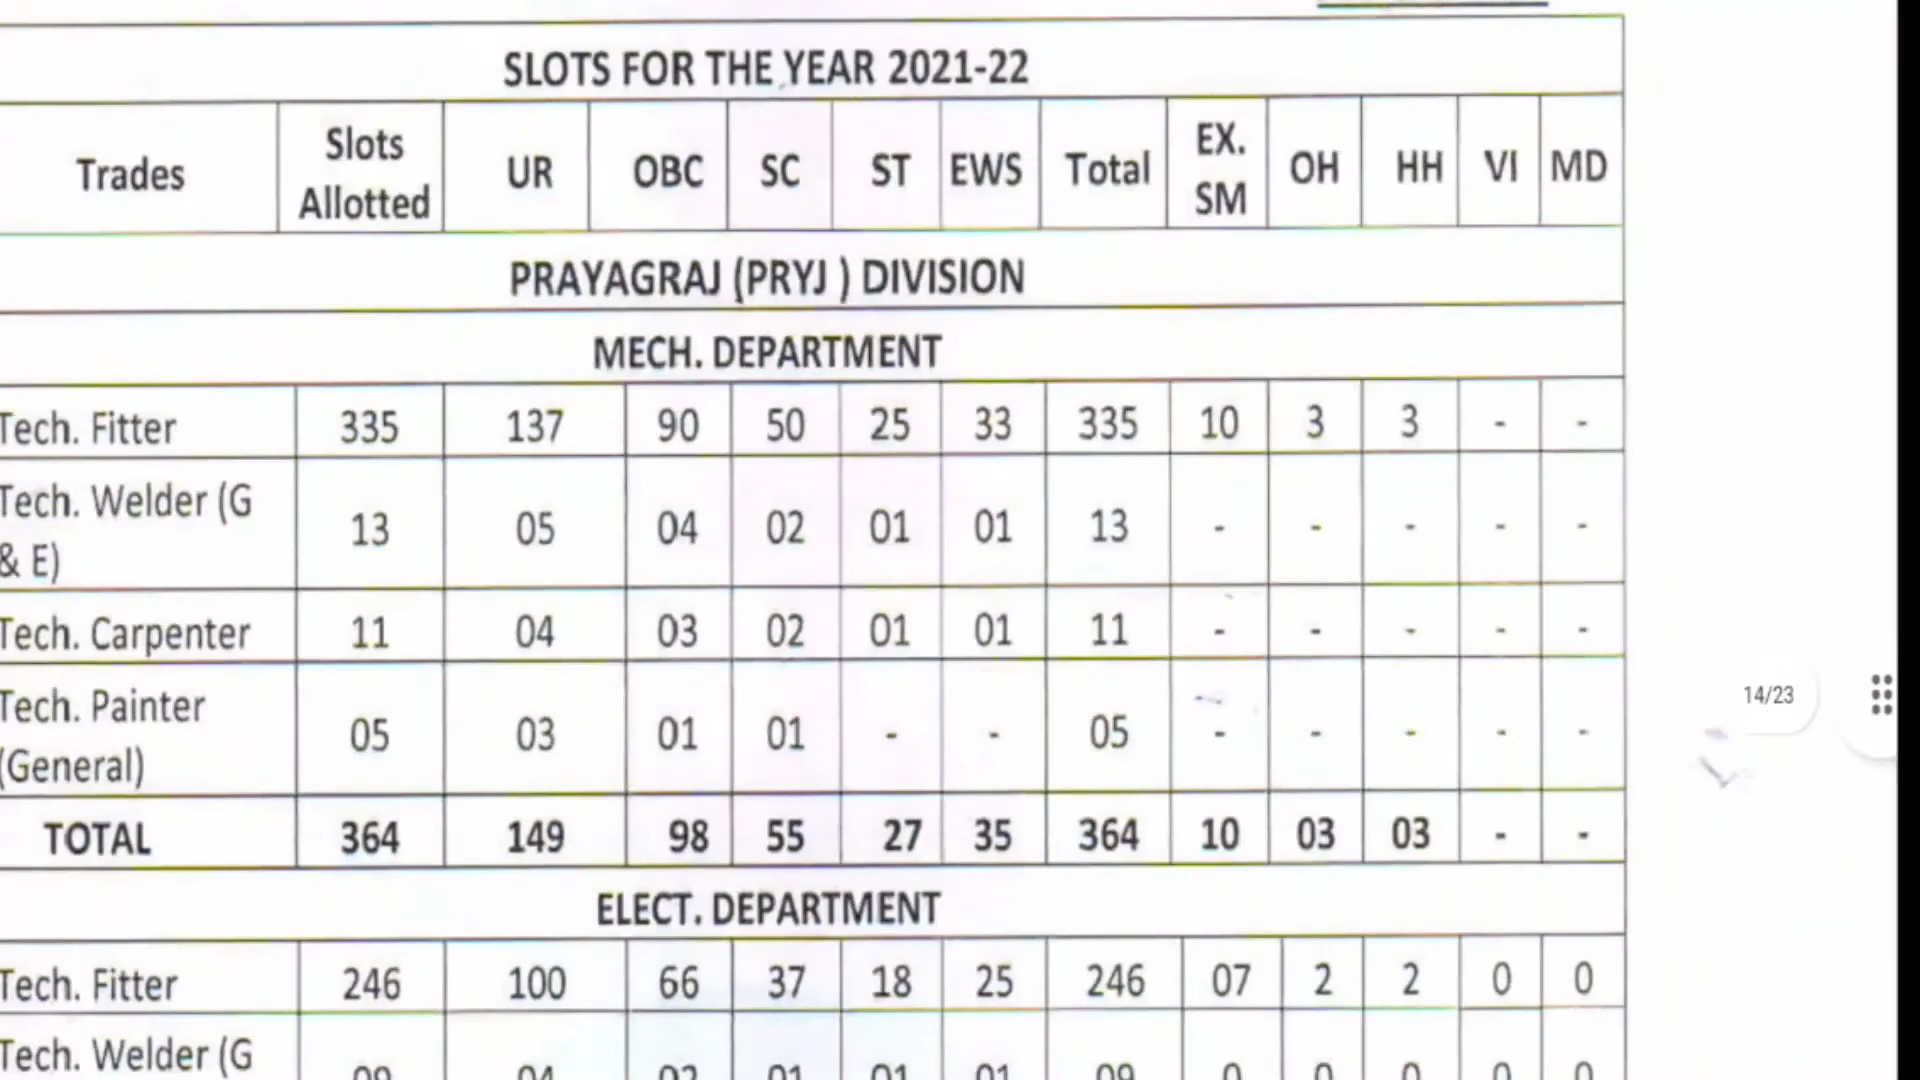 SLOTS FOR THE YEAR 2021-22
Trades Slots Allotted UR OBC SC ST EWS Total EX. SM OH HH VI MD
PRAYAGRAJ (PRYJ ) DIVISION
MECH. DEPARTMENT
Tech. Fitter 335 137 90 50 25 33 335 10 3 3 - -
Tech. Welder (G & E) 13 05 04 02 01 01 13 - - - - -
Tech. Carpenter 11 04 03 02 01 01 11 - - - - -
Tech. Painter (General) 05 03 01 01 - - 05 - - - - -
TOTAL 364 149 98 55 27 35 364 10 03 03 - -
ELECT. DEPARTMENT
Tech. Fitter 246 100 66 37 18 25 246 07 2 2 0 0
Tech. Welder (G
14/23